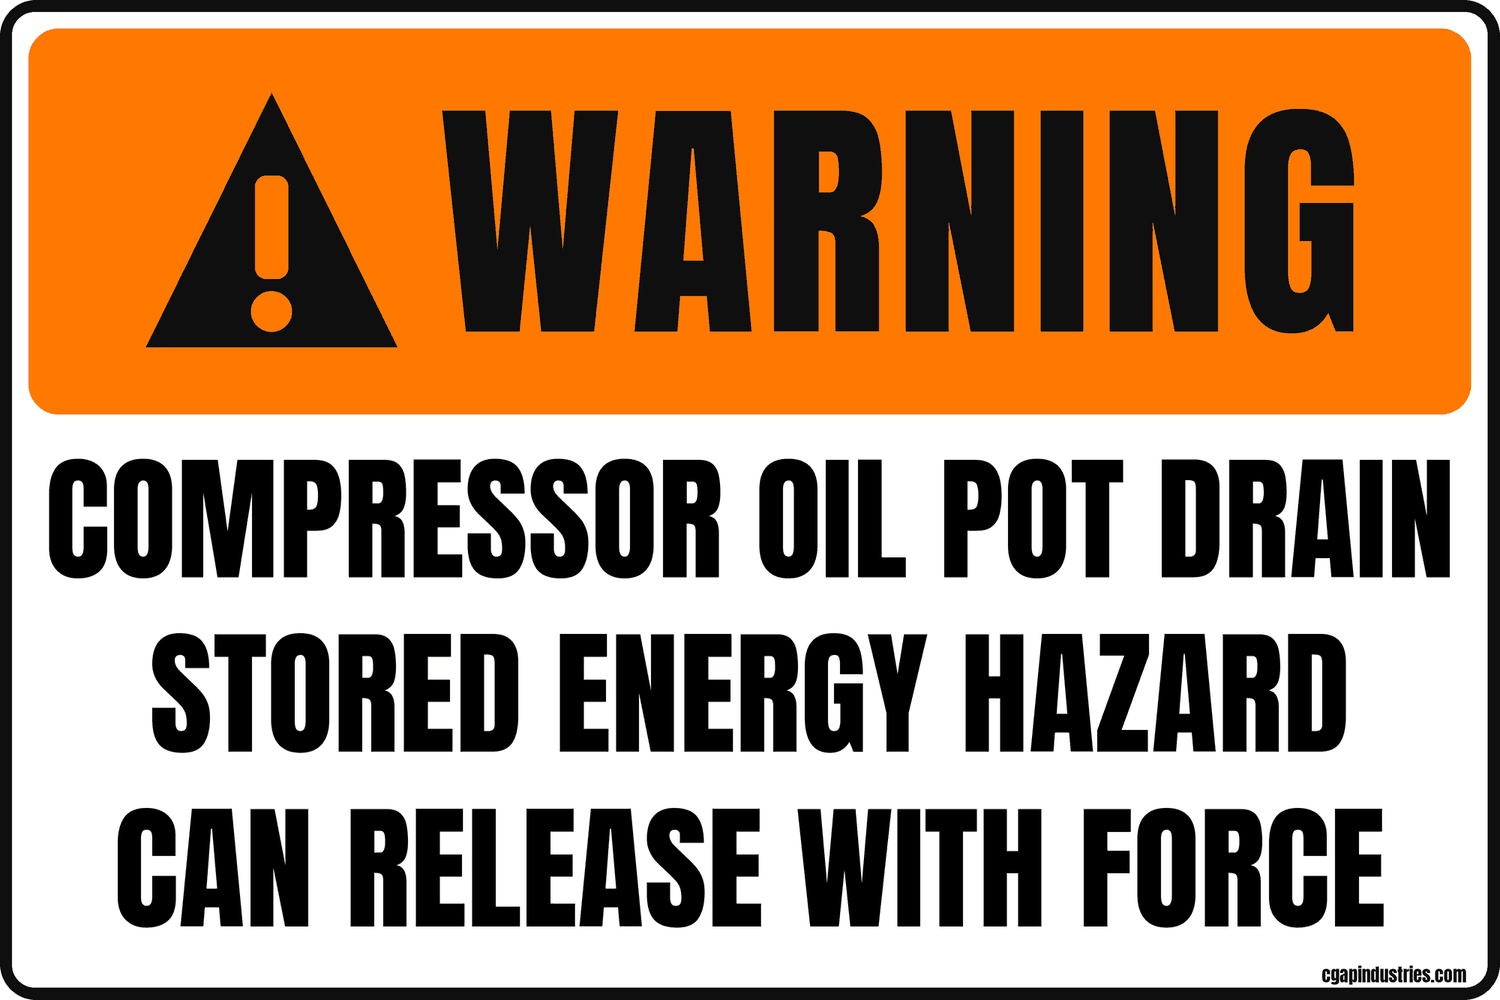 WARNING
COMPRESSOR OIL POT DRAIN
STORED ENERGY HAZARD
CAN RELEASE WITH FORCE
cgapindustries.com